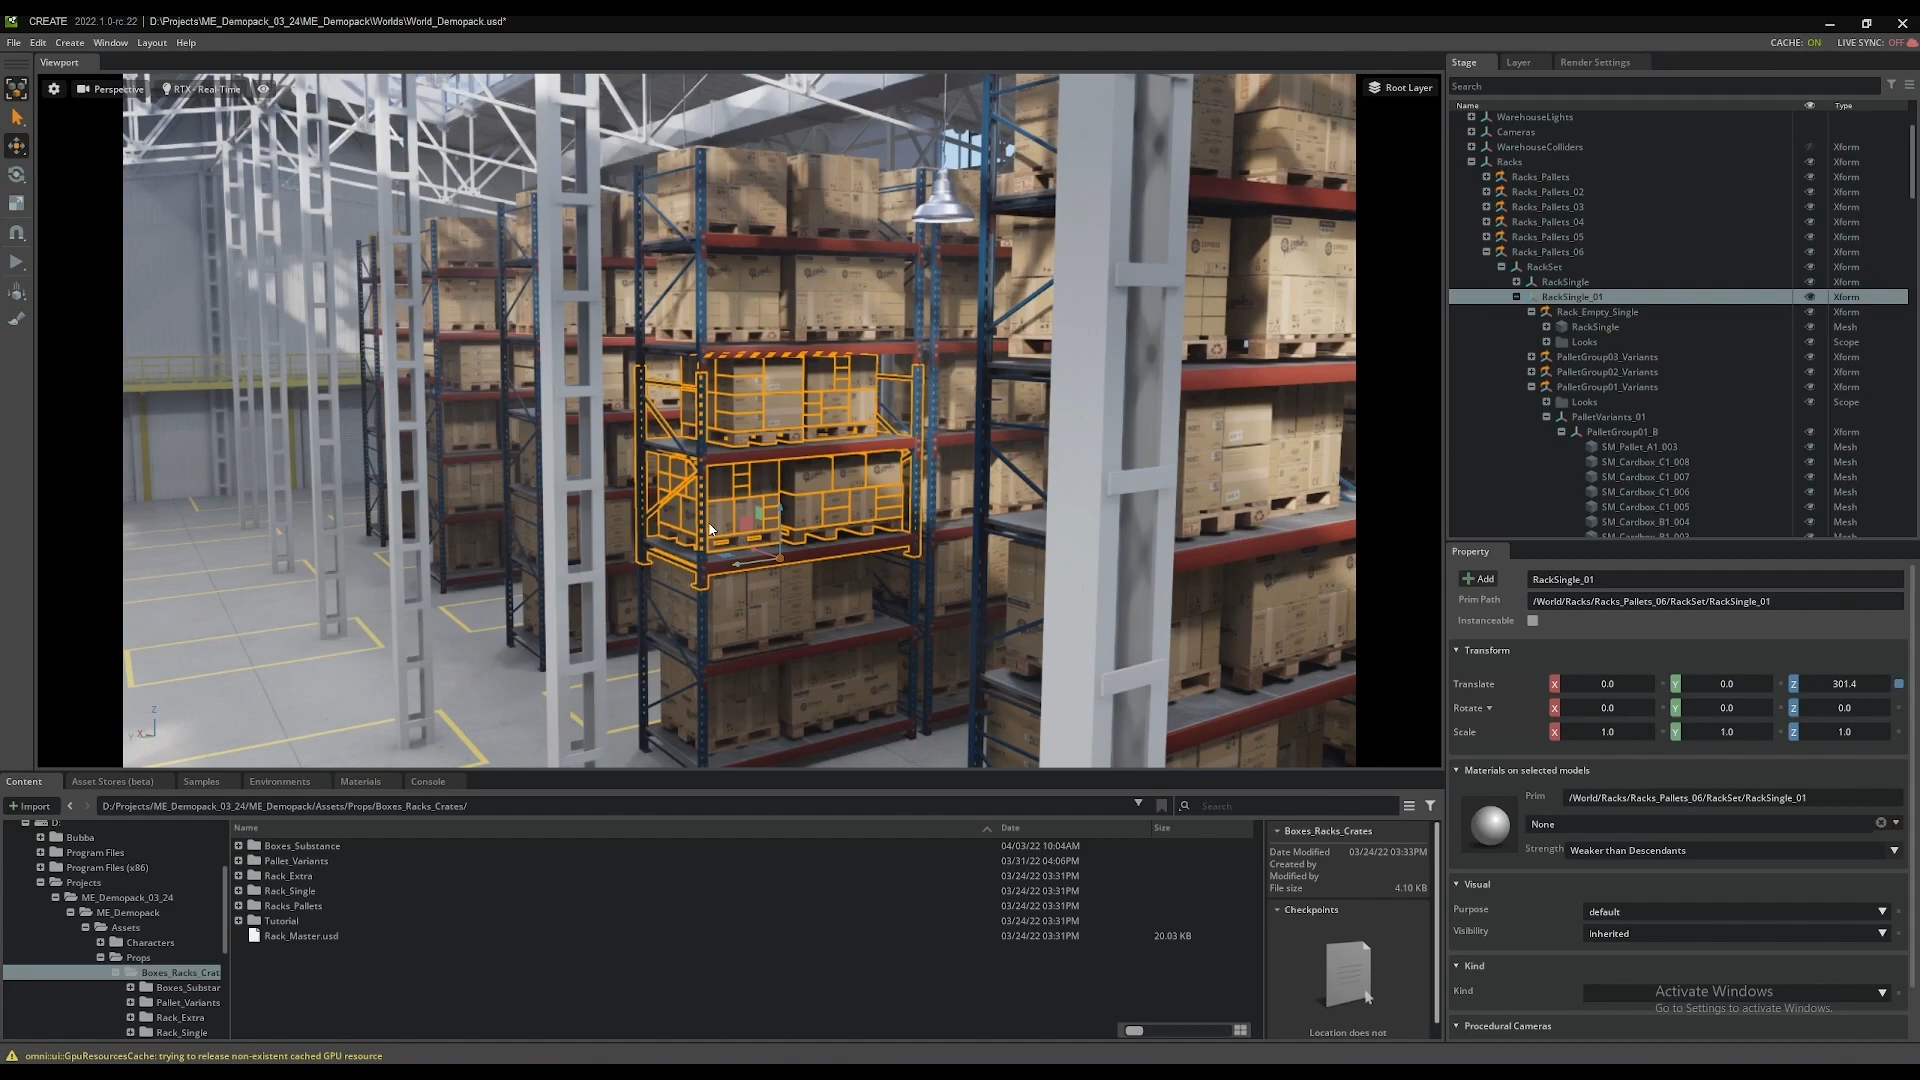 CREATE 2022.1.0-rc.22 | D:\Projects\ME_Demopack_03_24\ME_Demopack\Worlds\World_Demopack.usd*
File Edit Create Window Layout Help
CACHE: ON LIVE SYNC: OFF
Viewport
Perspective RTX - Real-Time
Root Layer
Stage Layer Render Settings
Search
Name Type
WarehouseLights
Cameras
WarehouseColliders Xform
Racks Xform
Racks_Pallets Xform
Racks_Pallets_02 Xform
Racks_Pallets_03 Xform
Racks_Pallets_04 Xform
Racks_Pallets_05 Xform
Racks_Pallets_06 Xform
RackSet Xform
RackSingle Xform
RackSingle_01 Xform
Rack_Empty_Single Xform
RackSingle Mesh
Looks Scope
PalletGroup03_Variants Xform
PalletGroup02_Variants Xform
PalletGroup01_Variants Xform
Looks Scope
PalletVariants_01
PalletGroup01_B Xform
SM_Pallet_A1_003 Mesh
SM_Cardbox_C1_008 Mesh
SM_Cardbox_C1_007 Mesh
SM_Cardbox_C1_006 Mesh
SM_Cardbox_C1_005 Mesh
SM_Cardbox_B1_004 Mesh
Property
Add RackSingle_01
Prim Path /World/Racks/Racks_Pallets_06/RackSet/RackSingle_01
Instanceable
Transform
Translate X 0.0 Y 0.0 Z 301.4
Rotate X 0.0 Y 0.0 Z 0.0
Scale X 1.0 Y 1.0 Z 1.0
Materials on selected models
Prim /World/Racks/Racks_Pallets_06/RackSet/RackSingle_01
None
Strength Weaker than Descendants
Visual
Purpose default
Visibility inherited
Kind
Kind
Activate Windows
Go to Settings to activate Windows.
Procedural Cameras
Z
Y X
Content Asset Stores (beta) Samples Environments Materials Console
Import D:/Projects/ME_Demopack_03_24/ME_Demopack/Assets/Props/Boxes_Racks_Crates/ Search
D:
Bubba
Program Files
Program Files (x86)
Projects
ME_Demopack_03_24
ME_Demopack
Assets
Characters
Props
Boxes_Racks_Crat
Boxes_Substar
Pallet_Variants
Rack_Extra
Rack_Single
Name Date Size
Boxes_Substance 04/03/22 10:04AM
Pallet_Variants 03/31/22 04:06PM
Rack_Extra 03/24/22 03:31PM
Rack_Single 03/24/22 03:31PM
Racks_Pallets 03/24/22 03:31PM
Tutorial 03/24/22 03:31PM
Rack_Master.usd 03/24/22 03:31PM 20.03 KB
Boxes_Racks_Crates
Date Modified 03/24/22 03:33PM
Created by
Modified by
File size 4.10 KB
Checkpoints
Location does not
omni::ui::GpuResourcesCache: trying to release non-existent cached GPU resource